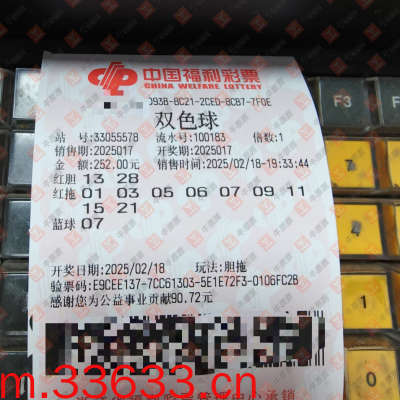 中国福利彩票
CHINA WELFARE LOTTERY
D93B-8C21-2CED-8CB7-7F0E
双色球
站 号:33055578 流水号:100183 倍数:1
销售期:2025017 开奖期:2025017
金 额:252.00元 销售时间:2025/02/18-19:33:44
红胆 13 28
红拖 01 03 05 06 07 09 11
15 21
蓝球 07
开奖日期:2025/02/18 玩法:胆拖
验票码:E9CEE137-7CC61303-5E1E72F3-0106FC2B
感谢您为公益事业贡献90.72元
m.33633.cn
F3
0